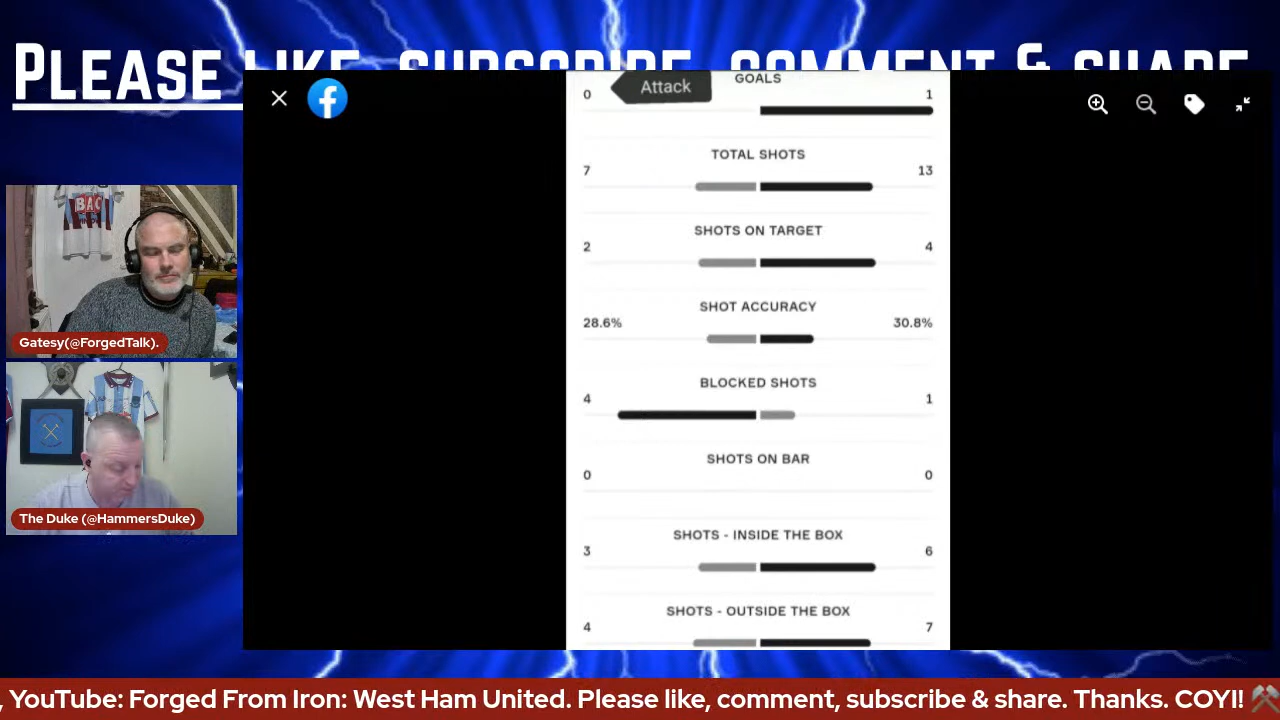 PLEASE LIKE, SUBSCRIBE, COMMENT & SHARE
Attack
GOALS
0 1
TOTAL SHOTS
7 13
SHOTS ON TARGET
2 4
SHOT ACCURACY
28.6% 30.8%
BLOCKED SHOTS
4 1
SHOTS ON BAR
0 0
SHOTS - INSIDE THE BOX
3 6
SHOTS - OUTSIDE THE BOX
4 7
BAC
Gatesy(@ForgedTalk).
The Duke (@HammersDuke)
, YouTube: Forged From Iron: West Ham United. Please like, comment, subscribe & share. Thanks. COYI! ⚒